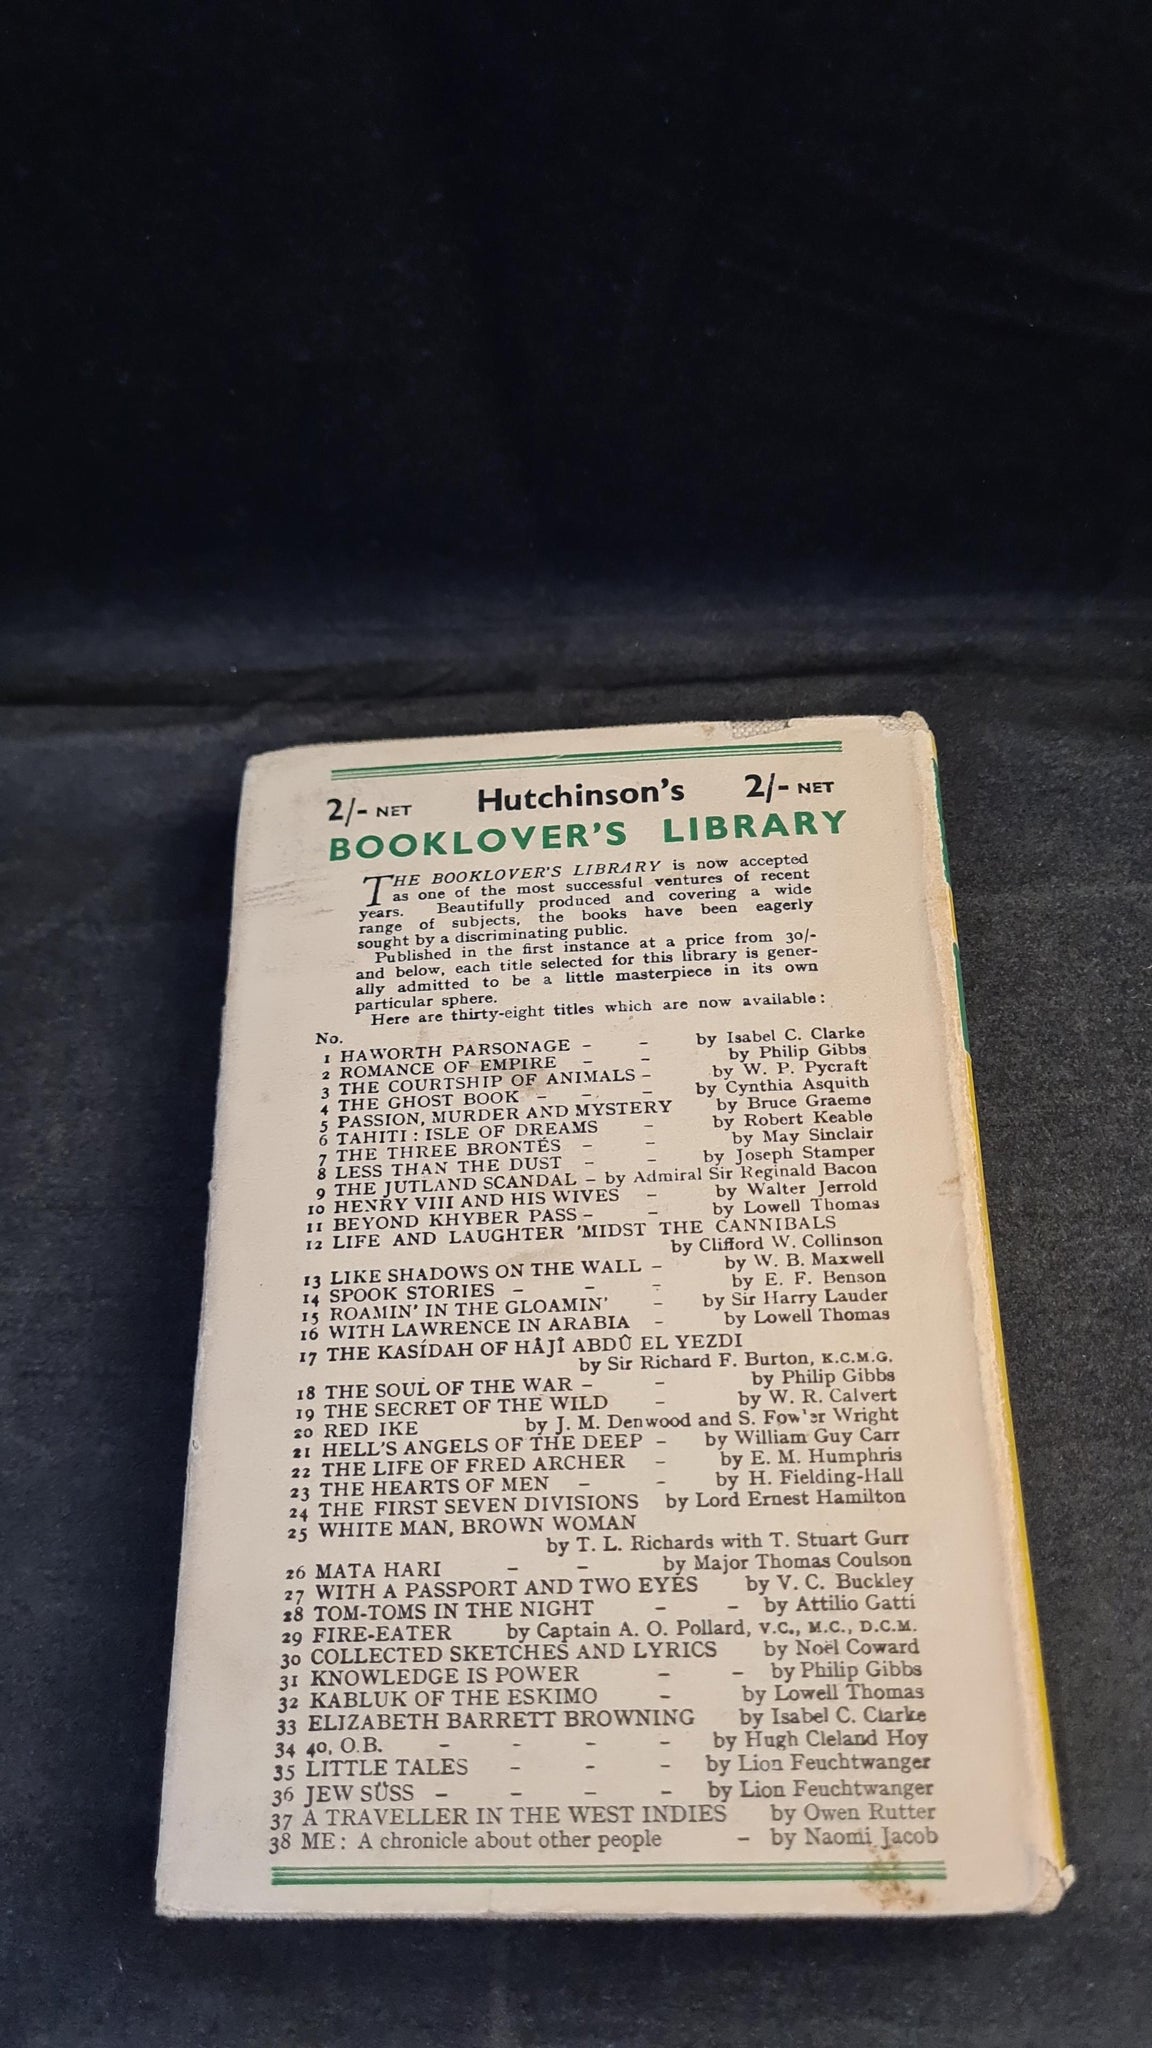 2/- NET Hutchinson's 2/- NET
BOOKLOVER'S LIBRARY
THE BOOKLOVER'S LIBRARY is now accepted
as one of the most successful ventures of recent
years. Beautifully produced and covering a wide
range of subjects, the books have been eagerly
sought by a discriminating public.
Published in the first instance at a price from 30/-
and below, each title selected for this library is gener-
ally admitted to be a little masterpiece in its own
particular sphere.
Here are thirty-eight titles which are now available:
No.
1 HAWORTH PARSONAGE - - by Isabel C. Clarke
2 ROMANCE OF EMPIRE - - by Philip Gibbs
3 THE COURTSHIP OF ANIMALS - by W. P. Pycraft
4 THE GHOST BOOK - - - by Cynthia Asquith
5 PASSION, MURDER AND MYSTERY by Bruce Graeme
6 TAHITI: ISLE OF DREAMS - by Robert Keable
7 THE THREE BRONTËS - - by May Sinclair
8 LESS THAN THE DUST - - by Joseph Stamper
9 THE JUTLAND SCANDAL - by Admiral Sir Reginald Bacon
10 HENRY VIII AND HIS WIVES - by Walter Jerrold
11 BEYOND KHYBER PASS - - by Lowell Thomas
12 LIFE AND LAUGHTER 'MIDST THE CANNIBALS
by Clifford W. Collinson
13 LIKE SHADOWS ON THE WALL - by W. B. Maxwell
14 SPOOK STORIES - - - by E. F. Benson
15 ROAMIN' IN THE GLOAMIN' - by Sir Harry Lauder
16 WITH LAWRENCE IN ARABIA - by Lowell Thomas
17 THE KASÍDAH OF HÂJÎ ABDÛ EL YEZDI
by Sir Richard F. Burton, K.C.M.G.
18 THE SOUL OF THE WAR - - by Philip Gibbs
19 THE SECRET OF THE WILD - by W. R. Calvert
20 RED IKE by J. M. Denwood and S. Fowler Wright
21 HELL'S ANGELS OF THE DEEP - by William Guy Carr
22 THE LIFE OF FRED ARCHER - by E. M. Humphris
23 THE HEARTS OF MEN - - by H. Fielding-Hall
24 THE FIRST SEVEN DIVISIONS by Lord Ernest Hamilton
25 WHITE MAN, BROWN WOMAN
by T. L. Richards with T. Stuart Gurr
26 MATA HARI - - by Major Thomas Coulson
27 WITH A PASSPORT AND TWO EYES by V. C. Buckley
28 TOM-TOMS IN THE NIGHT - - by Attilio Gatti
29 FIRE-EATER by Captain A. O. Pollard, V.C., M.C., D.C.M.
30 COLLECTED SKETCHES AND LYRICS by Noël Coward
31 KNOWLEDGE IS POWER - - by Philip Gibbs
32 KABLUK OF THE ESKIMO - by Lowell Thomas
33 ELIZABETH BARRETT BROWNING by Isabel C. Clarke
34 40, O.B. - - - - by Hugh Cleland Hoy
35 LITTLE TALES - - - by Lion Feuchtwanger
36 JEW SÜSS - - - - by Lion Feuchtwanger
37 A TRAVELLER IN THE WEST INDIES by Owen Rutter
38 ME: A chronicle about other people - by Naomi Jacob